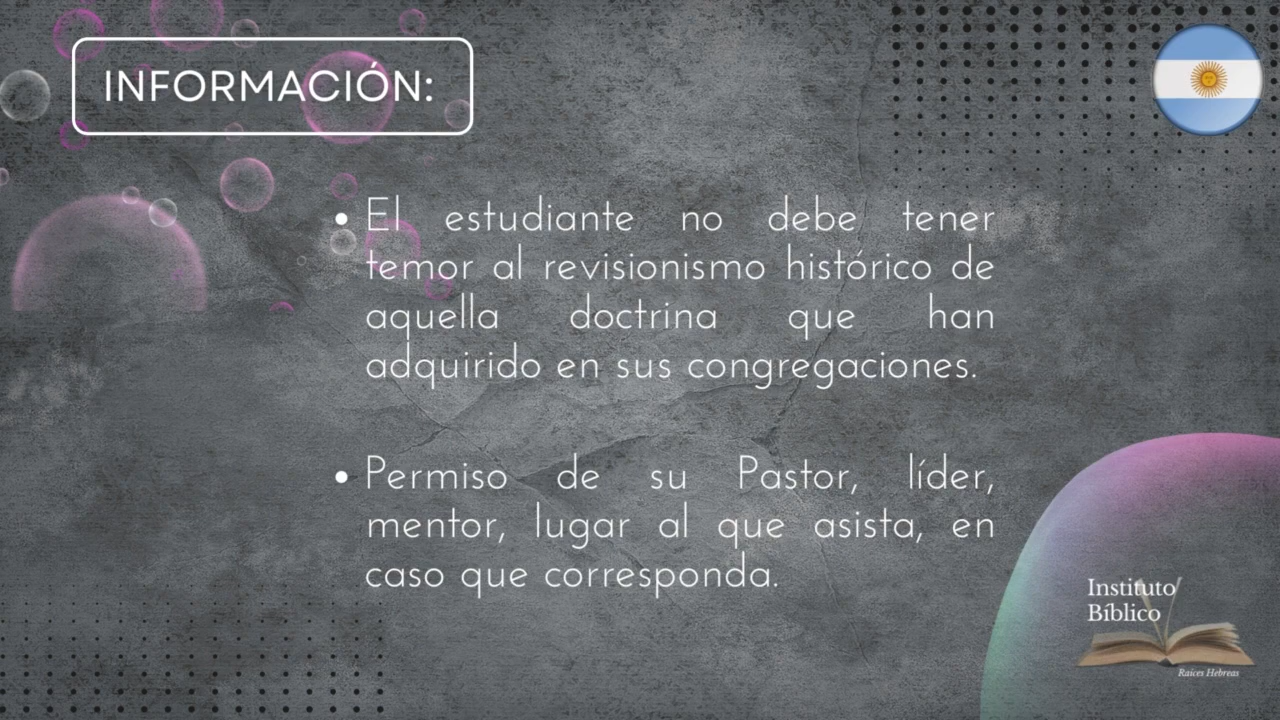 INFORMACIÓN:
• El estudiante no debe tener
temor al revisionismo histórico de
aquella doctrina que han
adquirido en sus congregaciones.
• Permiso de su Pastor, líder,
mentor, lugar al que asista, en
caso que corresponda.
Instituto
Bíblico
Raíces Hebreas